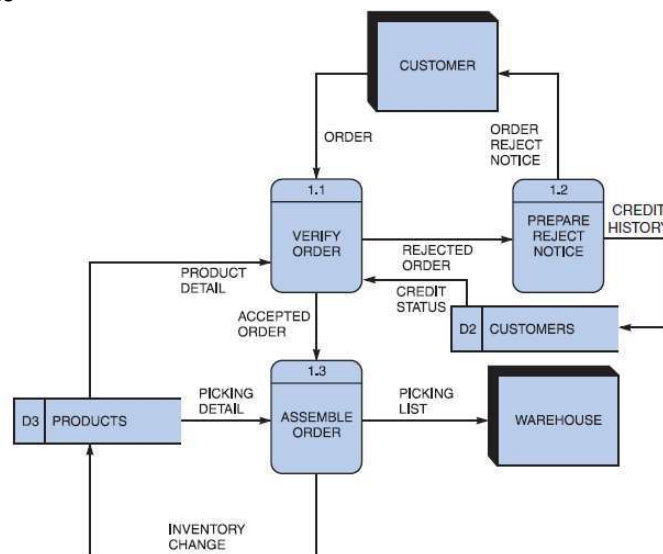 CUSTOMER
ORDER
ORDER
REJECT
NOTICE
1.1
VERIFY
ORDER
1.2
PREPARE
REJECT
NOTICE
CREDIT
HISTORY
REJECTED
ORDER
PRODUCT
DETAIL
CREDIT
STATUS
ACCEPTED
ORDER
D2 CUSTOMERS
1.3
ASSEMBLE
ORDER
PICKING
DETAIL
PICKING
LIST
D3 PRODUCTS
WAREHOUSE
INVENTORY
CHANGE